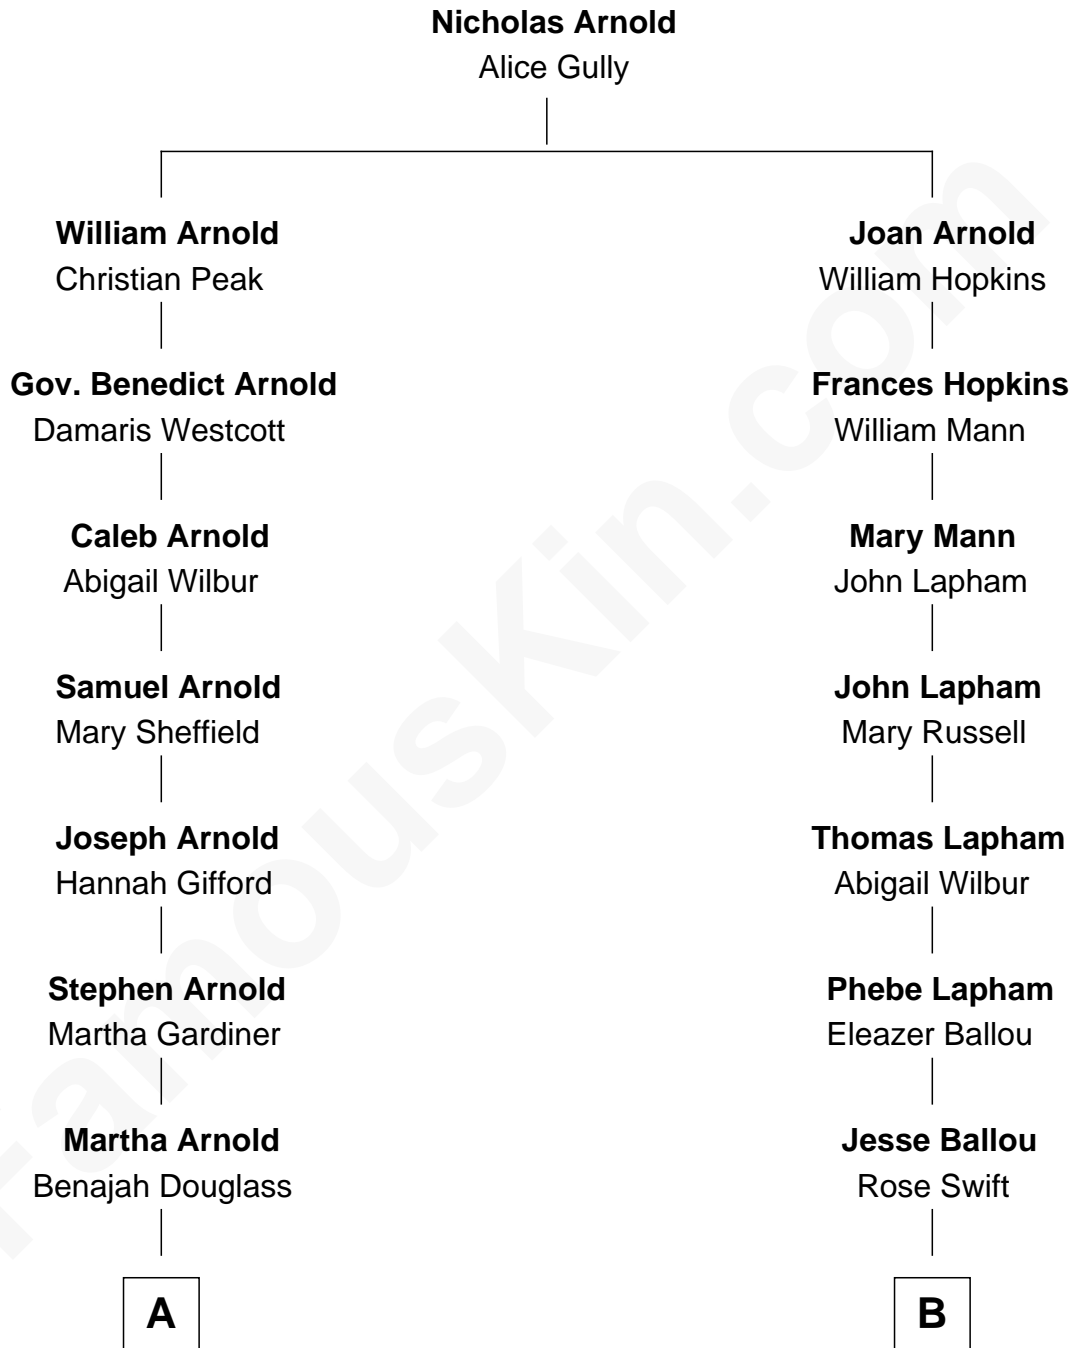 Nicholas Arnold
Alice Gully
William Arnold
Christian Peak
Joan Arnold
William Hopkins
Gov. Benedict Arnold
Damaris Westcott
Frances Hopkins
William Mann
Caleb Arnold
Abigail Wilbur
Mary Mann
John Lapham
Samuel Arnold
Mary Sheffield
John Lapham
Mary Russell
Joseph Arnold
Hannah Gifford
Thomas Lapham
Abigail Wilbur
Stephen Arnold
Martha Gardiner
Phebe Lapham
Eleazer Ballou
Martha Arnold
Benajah Douglass
Jesse Ballou
Rose Swift
A
B
FamousKin.com